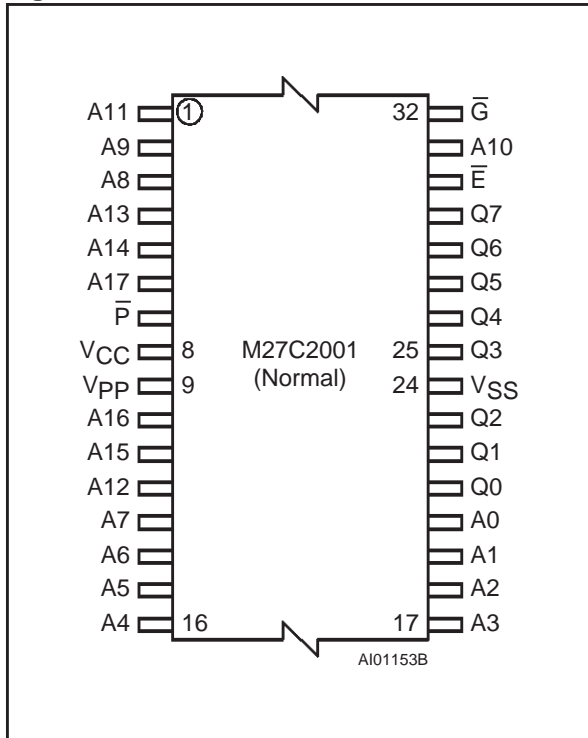 A11 1 32 G̅
A9 A10
A8 E̅
A13 Q7
A14 Q6
A17 Q5
P̅ Q4
VCC 8 M27C2001 25 Q3
VPP 9 (Normal) 24 VSS
A16 Q2
A15 Q1
A12 Q0
A7 A0
A6 A1
A5 A2
A4 16 17 A3
AI01153B